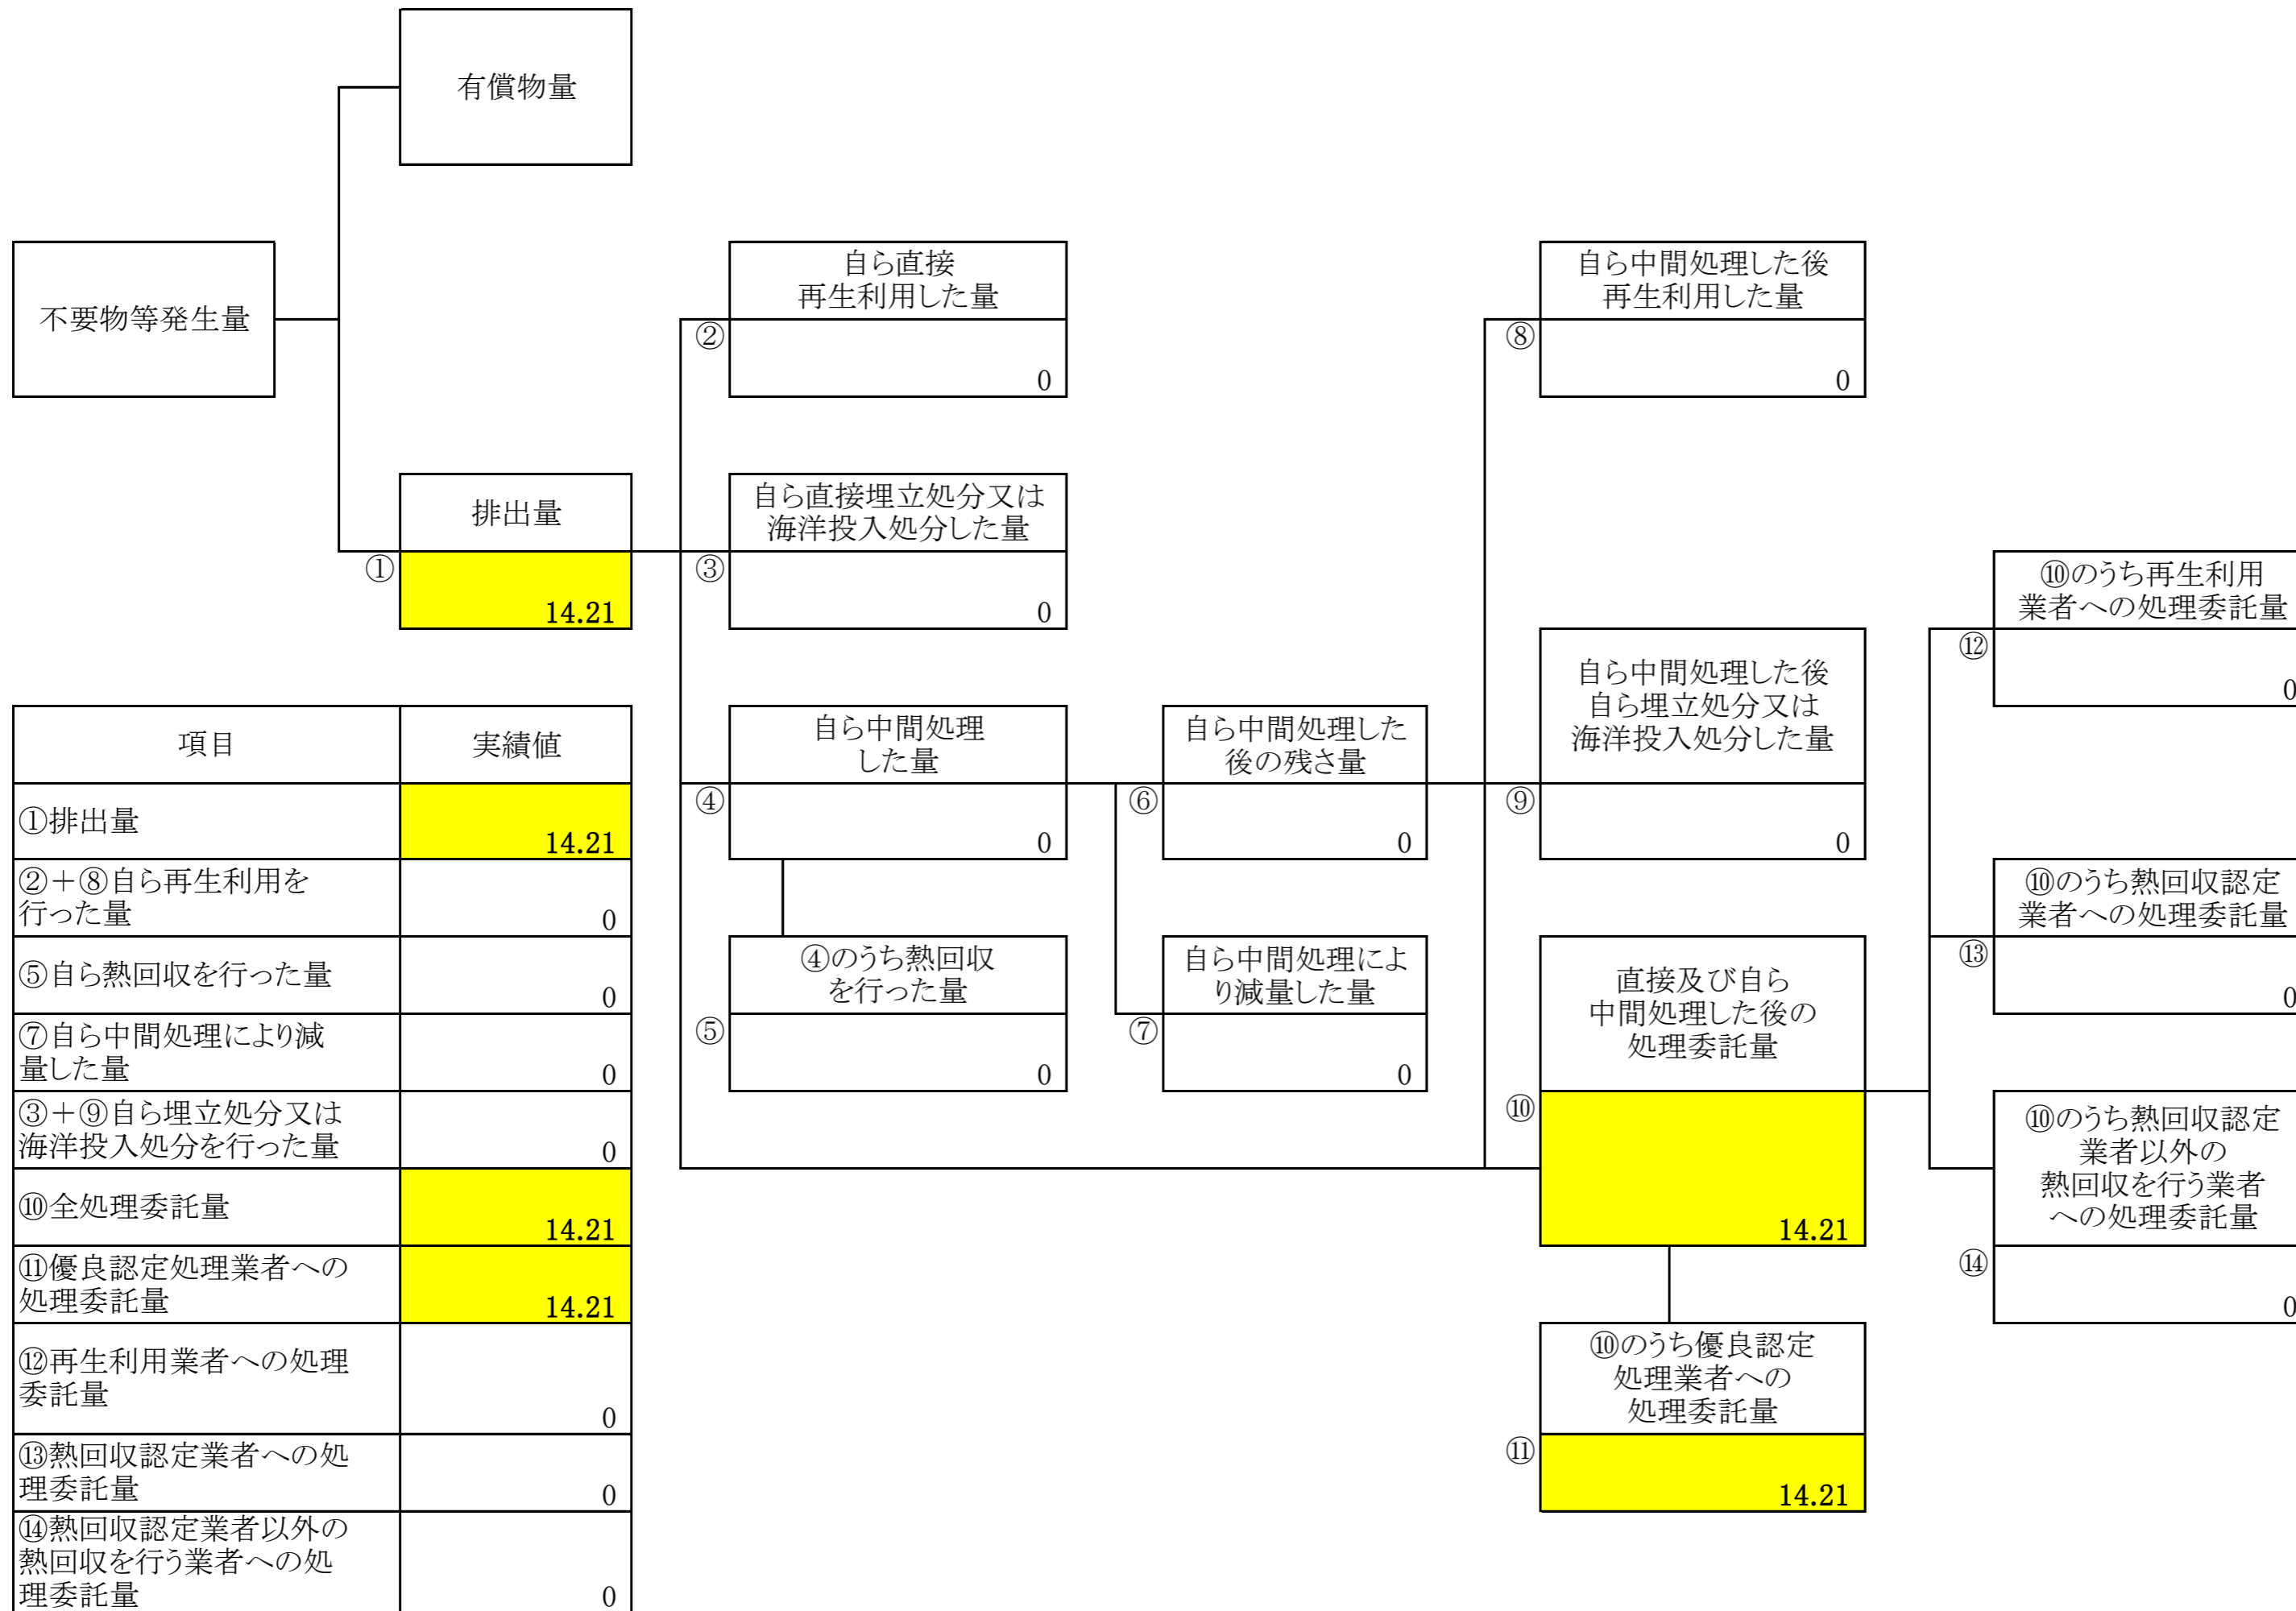 有償物量
不要物等発生量
自ら直接
再生利用した量
②
0
自ら中間処理した後
再生利用した量
⑧
0
排出量
①
14.21
自ら直接埋立処分又は
海洋投入処分した量
③
0
⑩のうち再生利用
業者への処理委託量
⑫
0
自ら中間処理
した量
④
0
自ら中間処理した
後の残さ量
⑥
0
自ら中間処理した後
自ら埋立処分又は
海洋投入処分した量
⑨
0
⑩のうち熱回収認定
業者への処理委託量
⑬
0
④のうち熱回収
を行った量
⑤
0
自ら中間処理によ
り減量した量
⑦
0
直接及び自ら
中間処理した後の
処理委託量
⑩
14.21
⑩のうち熱回収認定
業者以外の
熱回収を行う業者
への処理委託量
⑭
0
⑩のうち優良認定
処理業者への
処理委託量
⑪
14.21
項目
実績値
①排出量
14.21
②+⑧自ら再生利用を
行った量
0
⑤自ら熱回収を行った量
0
⑦自ら中間処理により減
量した量
0
③+⑨自ら埋立処分又は
海洋投入処分を行った量
0
⑩全処理委託量
14.21
⑪優良認定処理業者への
処理委託量
14.21
⑫再生利用業者への処理
委託量
0
⑬熱回収認定業者への処
理委託量
0
⑭熱回収認定業者以外の
熱回収を行う業者への処
理委託量
0